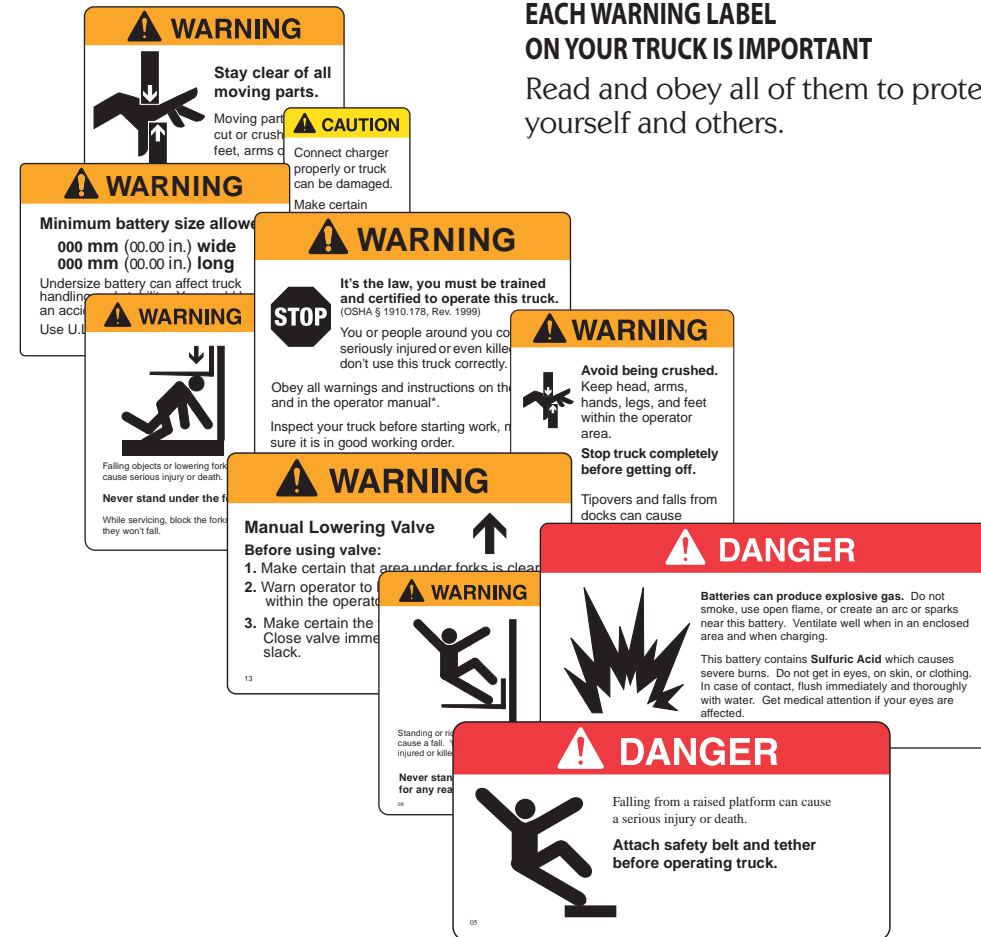 EACH WARNING LABEL
ON YOUR TRUCK IS IMPORTANT
Read and obey all of them to prote
yourself and others.
WARNING
Stay clear of all
moving parts.
Moving part
cut or crush
feet, arms o
CAUTION
Connect charger
properly or truck
can be damaged.
Make certain
WARNING
Minimum battery size allowe
000 mm (00.00 in.) wide
000 mm (00.00 in.) long
Undersize battery can affect truck
handling
an acci
Use U.L
WARNING
STOP
It's the law, you must be trained
and certified to operate this truck.
(OSHA § 1910.178, Rev. 1999)
You or people around you co
seriously injured or even killed
don't use this truck correctly.
Obey all warnings and instructions on the
and in the operator manual*.
Inspect your truck before starting work, m
sure it is in good working order.
WARNING
Falling objects or lowering fork
cause serious injury or death.
Never stand under the f
While servicing, block the forks
they won't fall.
WARNING
Avoid being crushed.
Keep head, arms,
hands, legs, and feet
within the operator
area.
Stop truck completely
before getting off.
Tipovers and falls from
docks can cause
WARNING
Manual Lowering Valve
Before using valve:
1. Make certain that area under forks is clear
2. Warn operator to
within the operato
3. Make certain the
Close valve imme
slack.
13
WARNING
Standing or ri
cause a fall.
injured or kille
Never stan
for any rea
09
DANGER
Batteries can produce explosive gas. Do not
smoke, use open flame, or create an arc or sparks
near this battery. Ventilate well when in an enclosed
area and when charging.
This battery contains Sulfuric Acid which causes
severe burns. Do not get in eyes, on skin, or clothing.
In case of contact, flush immediately and thoroughly
with water. Get medical attention if your eyes are
affected.
DANGER
Falling from a raised platform can cause
a serious injury or death.
Attach safety belt and tether
before operating truck.
05